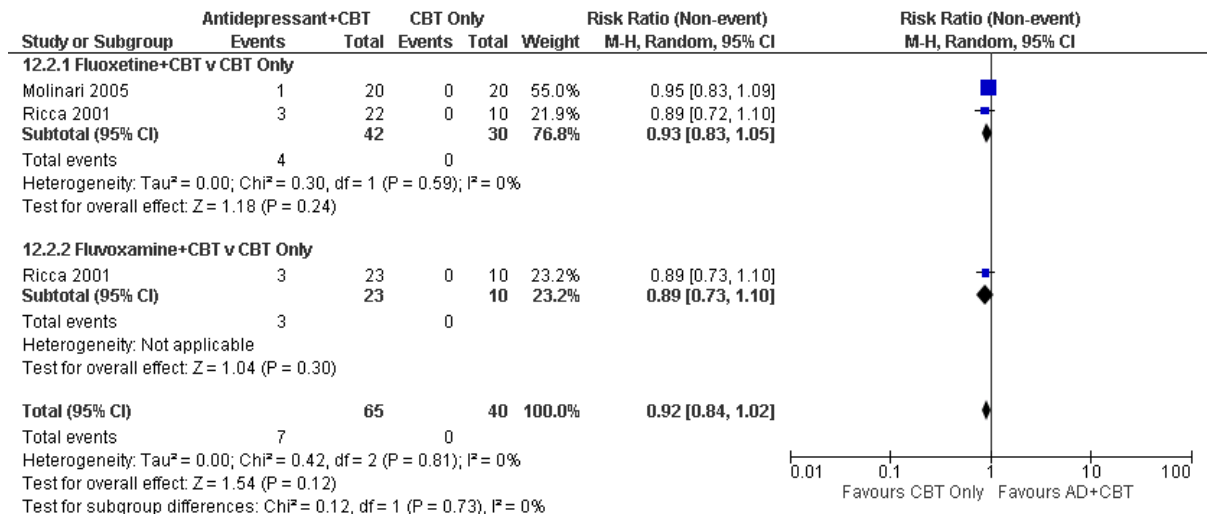 Antidepressant+CBT CBT Only Risk Ratio (Non-event) Risk Ratio (Non-event)
Study or Subgroup Events Total Events Total Weight M-H, Random, 95% CI M-H, Random, 95% CI
12.2.1 Fluoxetine+CBT v CBT Only
Molinari 2005 1 20 0 20 55.0% 0.95 [0.83, 1.09]
Ricca 2001 3 22 0 10 21.9% 0.89 [0.72, 1.10]
Subtotal (95% CI) 42 30 76.8% 0.93 [0.83, 1.05]
Total events 4 0
Heterogeneity: Tau² = 0.00; Chi² = 0.30, df = 1 (P = 0.59); I² = 0%
Test for overall effect: Z = 1.18 (P = 0.24)
12.2.2 Fluvoxamine+CBT v CBT Only
Ricca 2001 3 23 0 10 23.2% 0.89 [0.73, 1.10]
Subtotal (95% CI) 23 10 23.2% 0.89 [0.73, 1.10]
Total events 3 0
Heterogeneity: Not applicable
Test for overall effect: Z = 1.04 (P = 0.30)
Total (95% CI) 65 40 100.0% 0.92 [0.84, 1.02]
Total events 7 0
Heterogeneity: Tau² = 0.00; Chi² = 0.42, df = 2 (P = 0.81); I² = 0%
Test for overall effect: Z = 1.54 (P = 0.12)
Test for subgroup differences: Chi² = 0.12, df = 1 (P = 0.73), I² = 0%
0.01 0.1 1 10 100
Favours CBT Only Favours AD+CBT